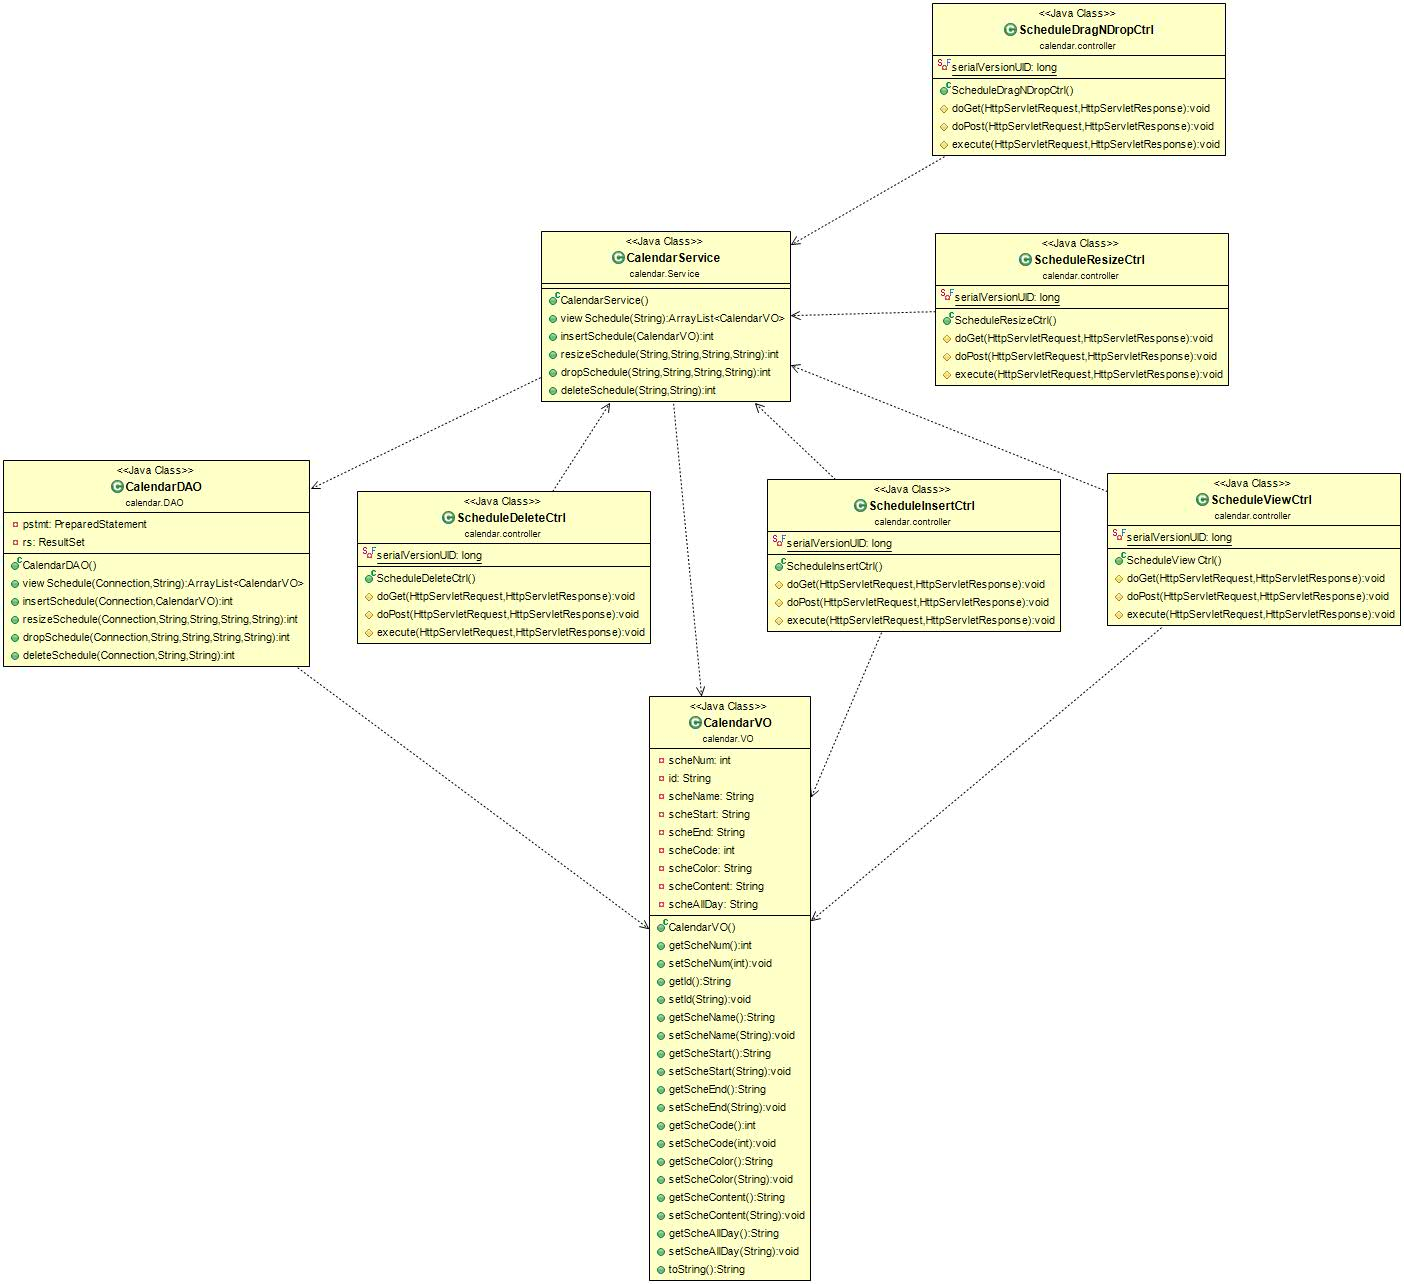 <<Java Class>>
ScheduleDragNDropCtrl
calendar.controller
serialVersionUID: long
ScheduleDragNDropCtrl()
doGet(HttpServletRequest,HttpServletResponse):void
doPost(HttpServletRequest,HttpServletResponse):void
execute(HttpServletRequest,HttpServletResponse):void
<<Java Class>>
CalendarService
calendar.Service
CalendarService()
viewSchedule(String):ArrayList<CalendarVO>
insertSchedule(CalendarVO):int
resizeSchedule(String,String,String,String):int
dropSchedule(String,String,String,String):int
deleteSchedule(String,String):int
<<Java Class>>
ScheduleResizeCtrl
calendar.controller
serialVersionUID: long
ScheduleResizeCtrl()
doGet(HttpServletRequest,HttpServletResponse):void
doPost(HttpServletRequest,HttpServletResponse):void
execute(HttpServletRequest,HttpServletResponse):void
<<Java Class>>
CalendarDAO
calendar.DAO
pstmt: PreparedStatement
rs: ResultSet
CalendarDAO()
viewSchedule(Connection,String):ArrayList<CalendarVO>
insertSchedule(Connection,CalendarVO):int
resizeSchedule(Connection,String,String,String,String):int
dropSchedule(Connection,String,String,String,String):int
deleteSchedule(Connection,String,String):int
<<Java Class>>
ScheduleDeleteCtrl
calendar.controller
serialVersionUID: long
ScheduleDeleteCtrl()
doGet(HttpServletRequest,HttpServletResponse):void
doPost(HttpServletRequest,HttpServletResponse):void
execute(HttpServletRequest,HttpServletResponse):void
<<Java Class>>
ScheduleInsertCtrl
calendar.controller
serialVersionUID: long
ScheduleInsertCtrl()
doGet(HttpServletRequest,HttpServletResponse):void
doPost(HttpServletRequest,HttpServletResponse):void
execute(HttpServletRequest,HttpServletResponse):void
<<Java Class>>
ScheduleViewCtrl
calendar.controller
serialVersionUID: long
ScheduleViewCtrl()
doGet(HttpServletRequest,HttpServletResponse):void
doPost(HttpServletRequest,HttpServletResponse):void
execute(HttpServletRequest,HttpServletResponse):void
<<Java Class>>
CalendarVO
calendar.VO
scheNum: int
id: String
scheName: String
scheStart: String
scheEnd: String
scheCode: int
scheColor: String
scheContent: String
scheAllDay: String
CalendarVO()
getScheNum():int
setScheNum(int):void
getId():String
setId(String):void
getScheName():String
setScheName(String):void
getScheStart():String
setScheStart(String):void
getScheEnd():String
setScheEnd(String):void
getScheCode():int
setScheCode(int):void
getScheColor():String
setScheColor(String):void
getScheContent():String
setScheContent(String):void
getScheAllDay():String
setScheAllDay(String):void
toString():String